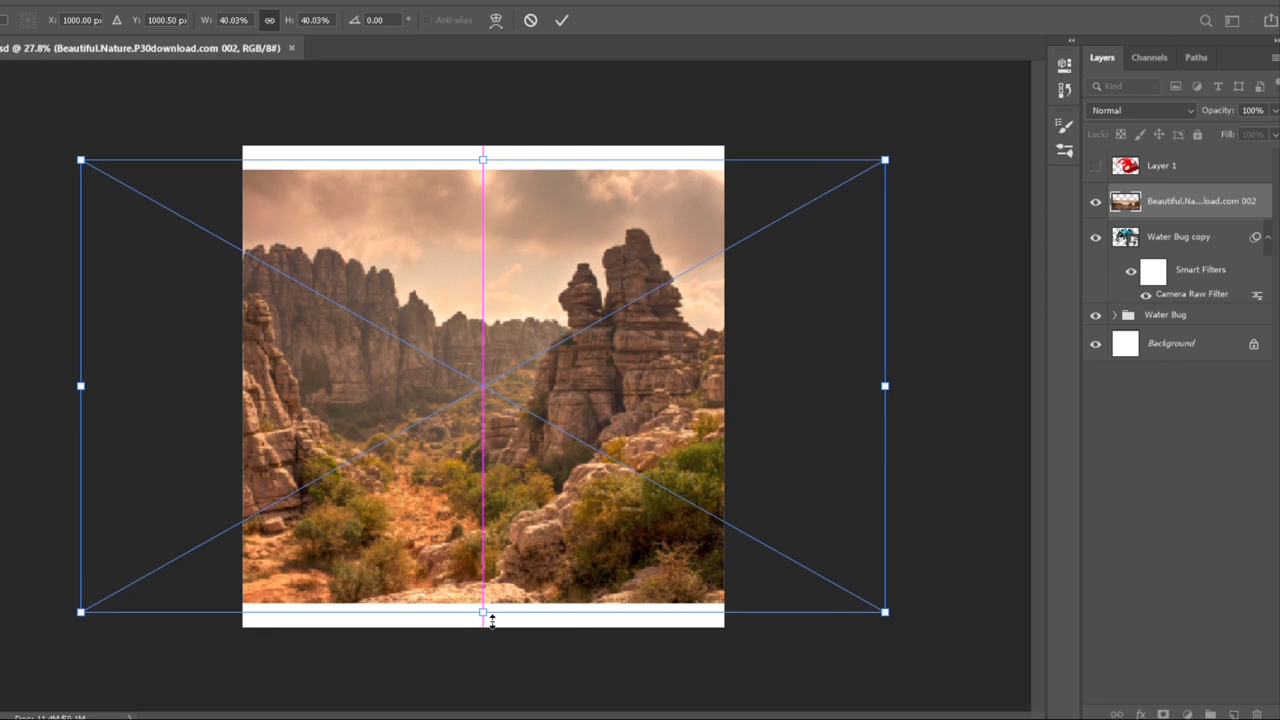 X: 1000.00 px Y: 1000.50 px W: 40.03% H: 40.03% 0.00 ° Anti-alias
sd @ 27.8% (Beautiful.Nature.P30download.com 002, RGB/8#) ×
Layers Channels Paths
Kind
Normal Opacity: 100%
Lock: Fill: 100%
Layer 1
Beautiful.Na...load.com 002
Water Bug copy
Smart Filters
Camera Raw Filter
Water Bug
Background
fx